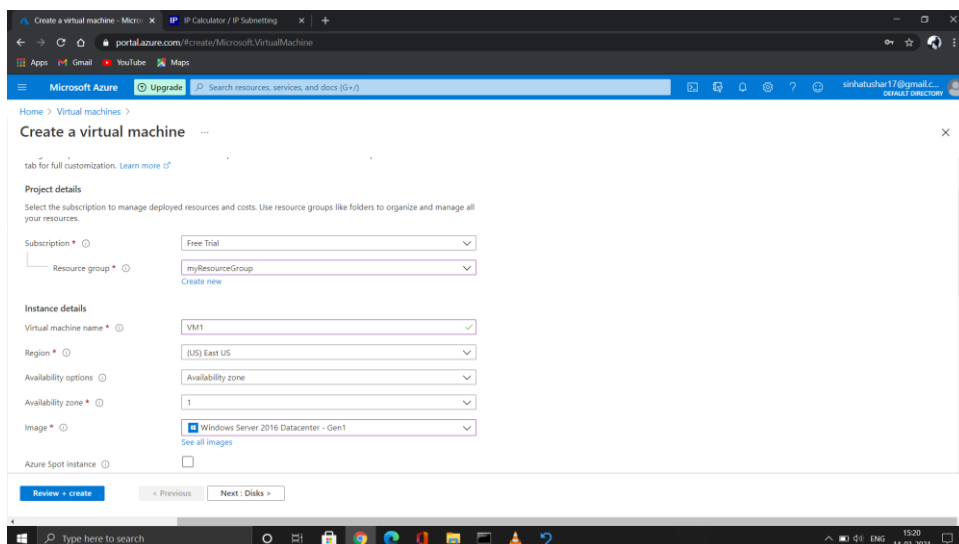 Create a virtual machine - Micro
IP IP Calculator / IP Subnetting
portal.azure.com/#create/Microsoft.VirtualMachine
Apps Gmail YouTube Maps
Microsoft Azure Upgrade Search resources, services, and docs (G+/) sinhatushar17@gmail.c...
DEFAULT DIRECTORY
Home > Virtual machines >
Create a virtual machine ...
tab for full customization. Learn more
Project details
Select the subscription to manage deployed resources and costs. Use resource groups like folders to organize and manage all
your resources.
Subscription * Free Trial
Resource group * myResourceGroup
Create new
Instance details
Virtual machine name * VM1
Region * (US) East US
Availability options Availability zone
Availability zone * 1
Image * Windows Server 2016 Datacenter - Gen1
See all images
Azure Spot instance
Review + create < Previous Next : Disks >
Type here to search ENG 15:20